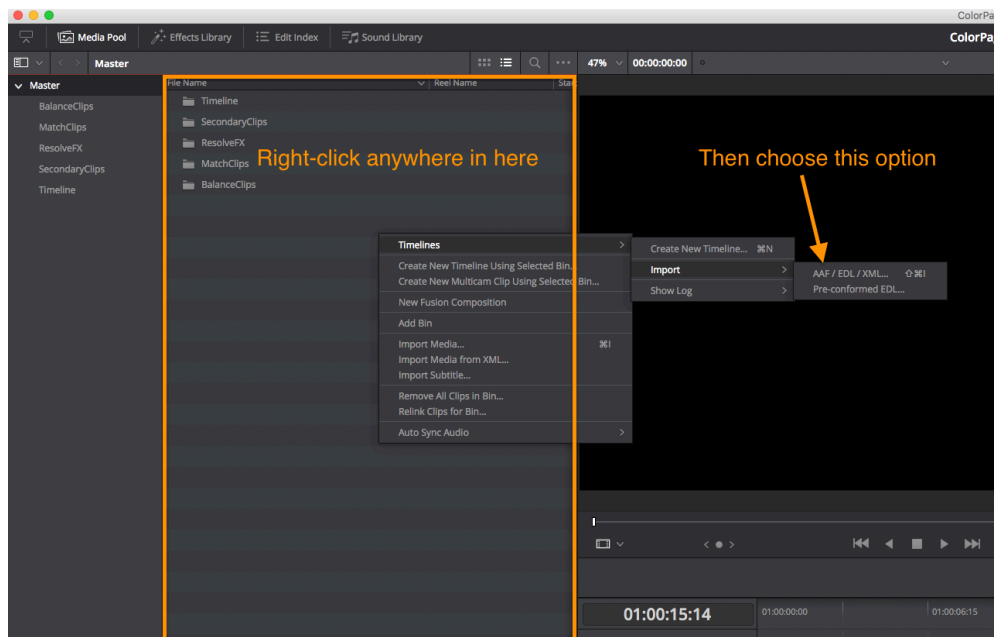 ColorPa
Media Pool
Effects Library
Edit Index
Sound Library
ColorPa
Master
47%
00:00:00:00
Master
BalanceClips
MatchClips
ResolveFX
SecondaryClips
Timeline
File Name
Reel Name
Star
Timeline
SecondaryClips
ResolveFX
MatchClips
BalanceClips
Right-click anywhere in here
Then choose this option
Timelines
Create New Timeline Using Selected Bin...
Create New Multicam Clip Using Selected Bin...
New Fusion Composition
Add Bin
Import Media... ⌘I
Import Media from XML...
Import Subtitle...
Remove All Clips in Bin...
Relink Clips for Bin...
Auto Sync Audio
Create New Timeline... ⌘N
Import
Show Log
AAF / EDL / XML... ⇧⌘I
Pre-conformed EDL...
01:00:15:14
01:00:00:00
01:00:06:15